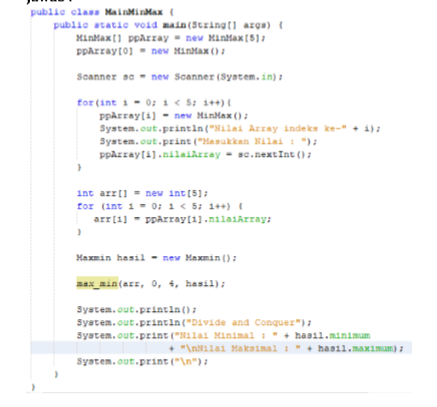 public class MainMinMax {
public static void main(String[] args) {
MinMax[] ppArray = new MinMax[5];
ppArray[0] = new MinMax();
Scanner sc = new Scanner(System.in);
for(int i = 0; i < 5; i++){
ppArray[i] = new MinMax();
System.out.println("Nilai Array indeks ke-" + i);
System.out.print("Masukkan Nilai : ");
ppArray[i].nilaiArray = sc.nextInt();
}
int arr[] = new int[5];
for (int i = 0; i < 5; i++) {
arr[i] = ppArray[i].nilaiArray;
}
Maxmin hasil = new Maxmin();
max_min(arr, 0, 4, hasil);
System.out.println();
System.out.println("Divide and Conquer");
System.out.print("Nilai Minimal : " + hasil.minimum
+ "\nNilai Maksimal : " + hasil.maximum);
System.out.print("\n");
}
}